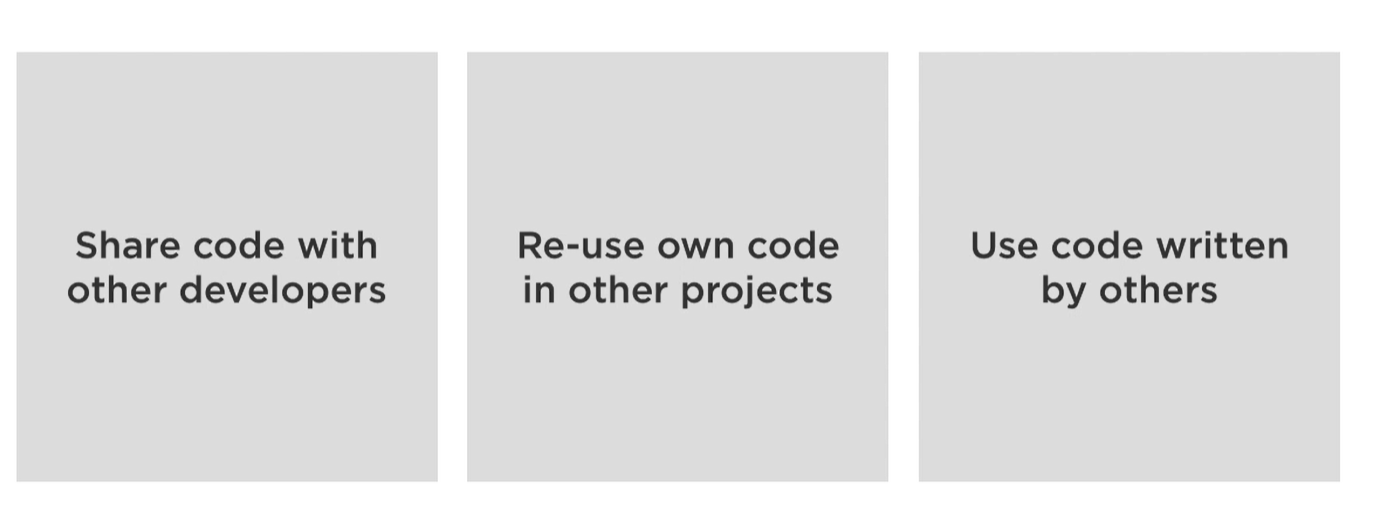 Share code with
other developers
Re-use own code
in other projects
Use code written
by others